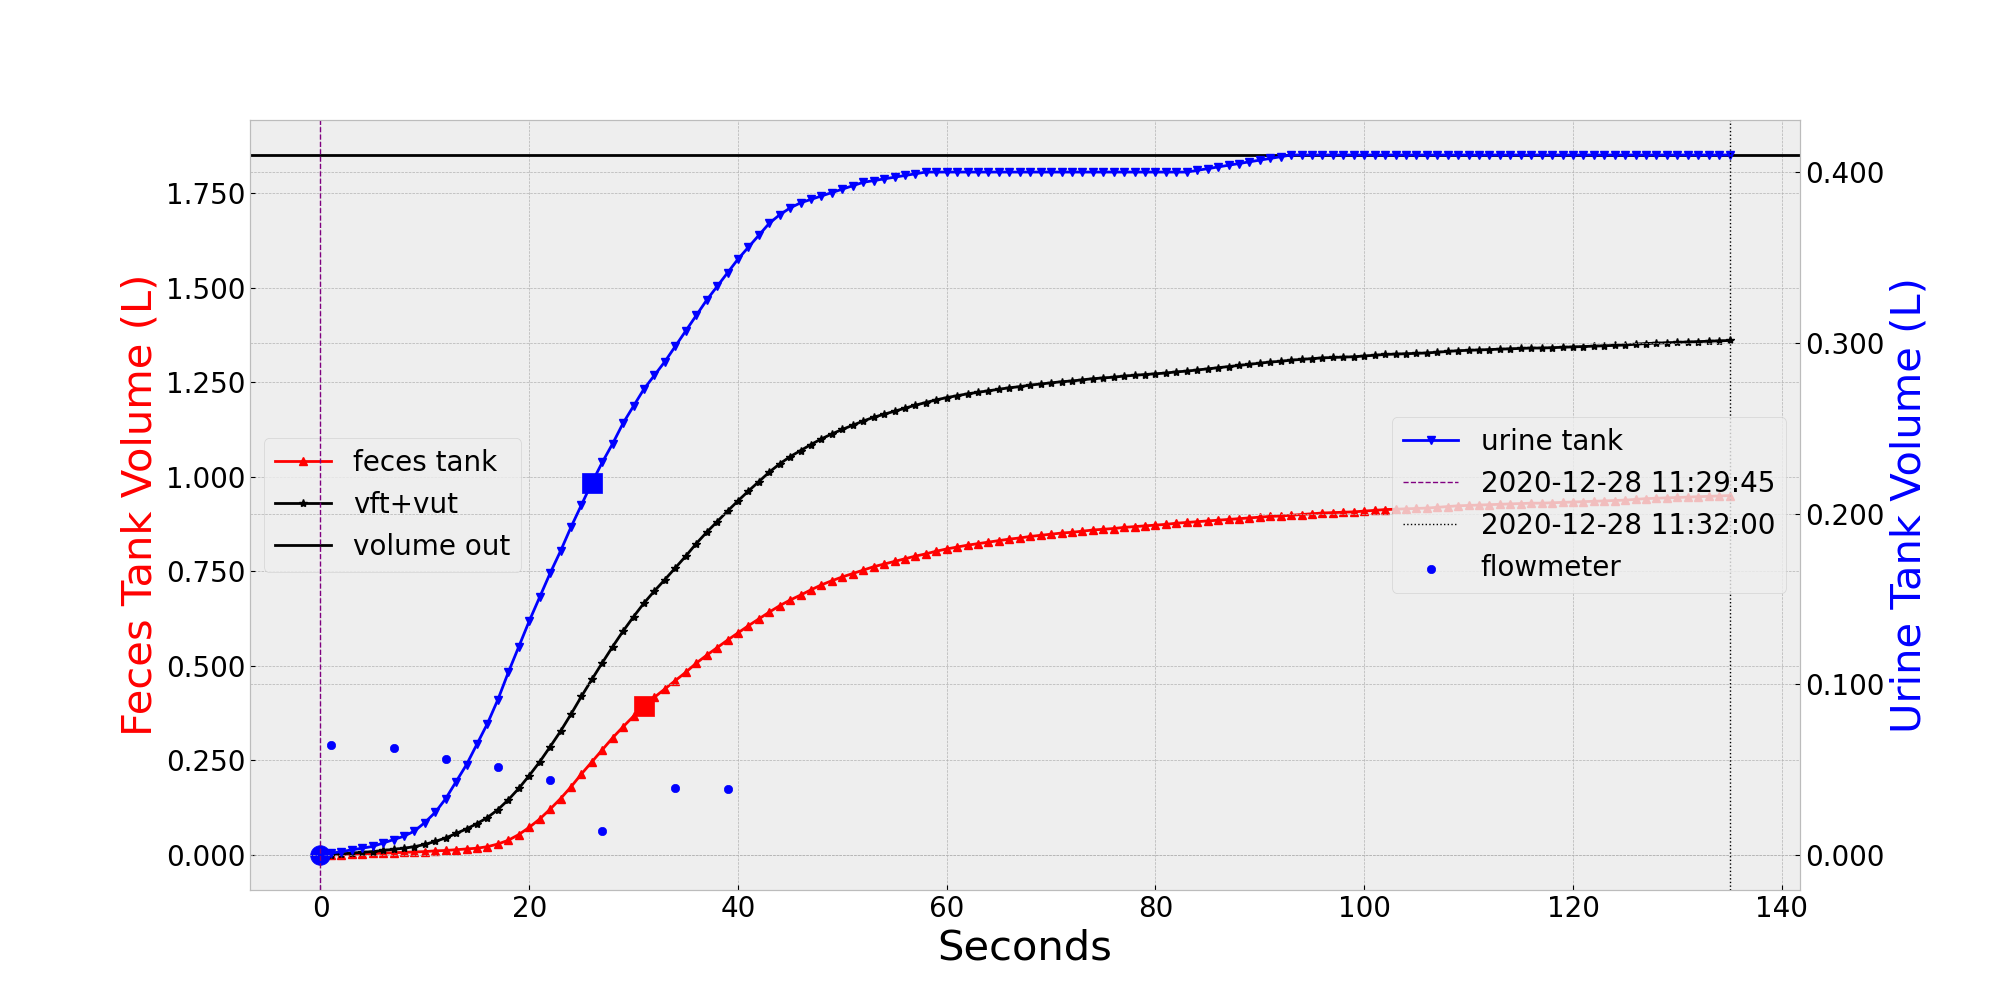 Feces Tank Volume (L)
1.750
1.500
1.250
1.000
0.750
0.500
0.250
0.000
feces tank
vft+vut
volume out
urine tank
2020-12-28 11:29:45
2020-12-28 11:32:00
flowmeter
0.400
0.300
0.200
0.100
0.000
Urine Tank Volume (L)
0 20 40 60 80 100 120 140
Seconds